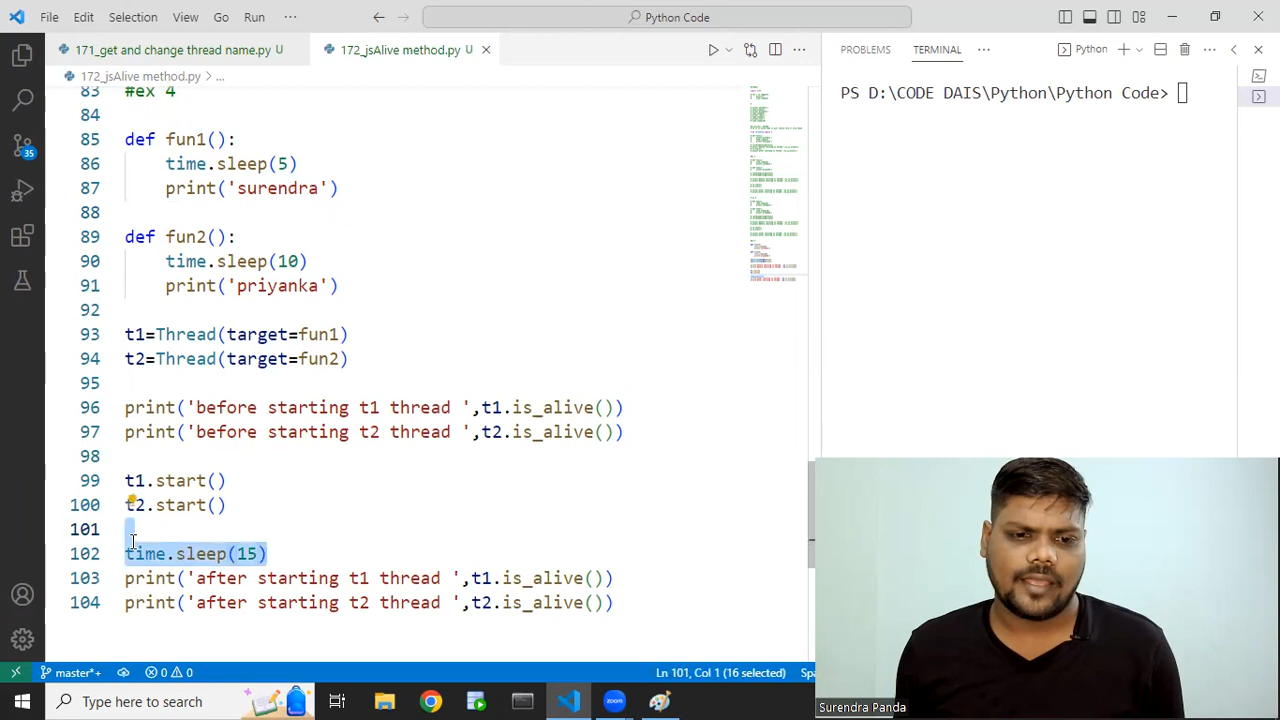 File Edit Selection View Go Run ··· Python Code
171_get and change thread name.py U 172_jsAlive method.py U PROBLEMS TERMINAL ··· Python
172_jsAlive method.py > ...
PS D:\CODE DAIS\Python\Python Code>
83 #ex 4
84
85 def fun1():
86 time.sleep(5)
87 print('surendra')
88
89 def fun2():
90 time.sleep(10)
91 print('priyanka')
92
93 t1=Thread(target=fun1)
94 t2=Thread(target=fun2)
95
96 print('before starting t1 thread ',t1.is_alive())
97 print('before starting t2 thread ',t2.is_alive())
98
99 t1.start()
100 t2.start()
101
102 time.sleep(15)
103 print('after starting t1 thread ',t1.is_alive())
104 print('after starting t2 thread ',t2.is_alive())
35
master*+ 0 0 Ln 101, Col 1 (16 selected) Spa
Type here to search
Surendra Panda